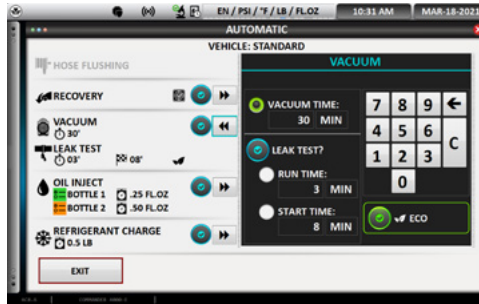 EN / PSI / °F / LB / FL.OZ 10:31 AM MAR-18-2021
AUTOMATIC
VEHICLE: STANDARD
HOSE FLUSHING
RECOVERY
VACUUM
30'
LEAK TEST
03' 08'
OIL INJECT
BOTTLE 1 .25 FL.OZ
BOTTLE 2 .50 FL.OZ
REFRIGERANT CHARGE
0.5 LB
EXIT
VACUUM
VACUUM TIME:
30 MIN
LEAK TEST?
RUN TIME:
3 MIN
START TIME:
8 MIN
7 8 9
4 5 6 C
1 2 3
0
ECO